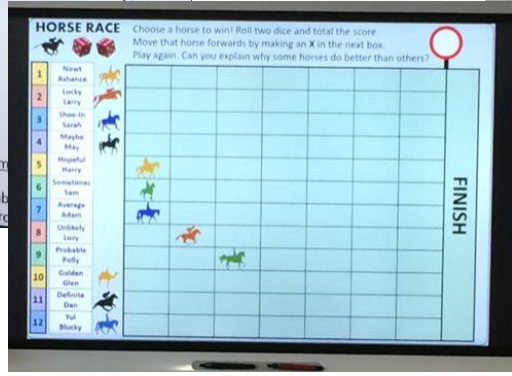 HORSE RACE
Choose a horse to win! Roll two dice and total the score.
Move that horse forwards by making an X in the next box.
Play again. Can you explain why some horses do better than others?
1 Nowt Achance
2 Lucky Larry
3 Shoe-In Sarah
4 Maybe May
5 Hopeful Harry
6 Sometimes Sam
7 Average Adam
8 Unlikely Lucy
9 Probable Polly
10 Golden Glen
11 Definite Dan
12 Yul Blucky
FINISH